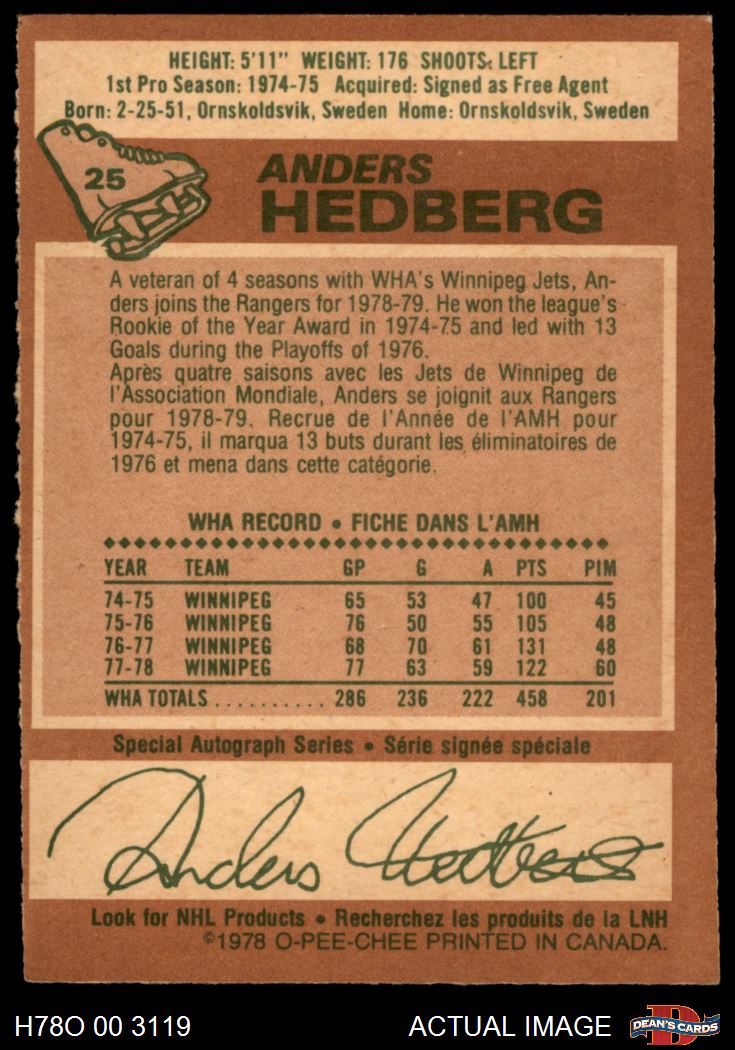 HEIGHT: 5'11" WEIGHT: 176 SHOOTS: LEFT
1st Pro Season: 1974-75 Acquired: Signed as Free Agent
Born: 2-25-51, Ornskoldsvik, Sweden Home: Ornskoldsvik, Sweden
25
ANDERS
HEDBERG
A veteran of 4 seasons with WHA's Winnipeg Jets, An-
ders joins the Rangers for 1978-79. He won the league's
Rookie of the Year Award in 1974-75 and led with 13
Goals during the Playoffs of 1976.
Après quatre saisons avec les Jets de Winnipeg de
l'Association Mondiale, Anders se joignit aux Rangers
pour 1978-79. Recrue de l'Année de l'AMH pour
1974-75, il marqua 13 buts durant les éliminatoires de
1976 et mena dans cette catégorie.
WHA RECORD • FICHE DANS L'AMH
YEAR TEAM GP G A PTS PIM
74-75 WINNIPEG 65 53 47 100 45
75-76 WINNIPEG 76 50 55 105 48
76-77 WINNIPEG 68 70 61 131 48
77-78 WINNIPEG 77 63 59 122 60
WHA TOTALS .......... 286 236 222 458 201
Special Autograph Series • Série signée spéciale
Anders Hedberg
Look for NHL Products • Recherchez les produits de la LNH
©1978 O-PEE-CHEE PRINTED IN CANADA.
H78O 00 3119 ACTUAL IMAGE D DEAN'S CARDS